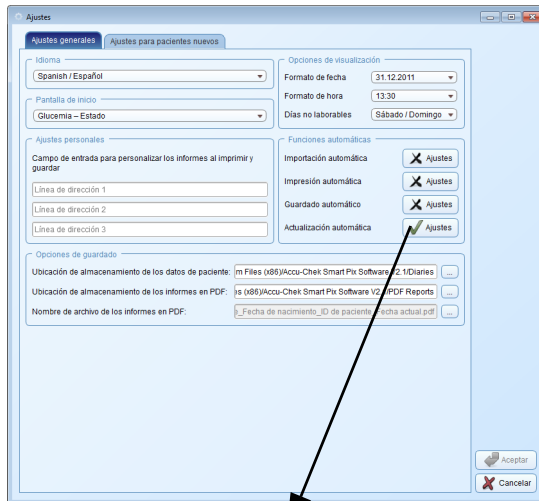 Ajustes
Ajustes generales
Ajustes para pacientes nuevos
Idioma
Spanish / Español
Pantalla de inicio
Glucemia – Estado
Ajustes personales
Campo de entrada para personalizar los informes al imprimir y
guardar
Línea de dirección 1
Línea de dirección 2
Línea de dirección 3
Opciones de visualización
Formato de fecha 31.12.2011
Formato de hora 13:30
Días no laborables Sábado / Domingo
Funciones automáticas
Importación automática Ajustes
Impresión automática Ajustes
Guardado automático Ajustes
Actualización automática Ajustes
Opciones de guardado
Ubicación de almacenamiento de los datos de paciente: m Files (x86)/Accu-Chek Smart Pix Software V2.1/Diaries ...
Ubicación de almacenamiento de los informes en PDF: s (x86)/Accu-Chek Smart Pix Software /PDF Reports ...
Nombre de archivo de los informes en PDF: _Fecha de nacimiento_ID de paciente Fecha actual.pdf ...
Aceptar
Cancelar